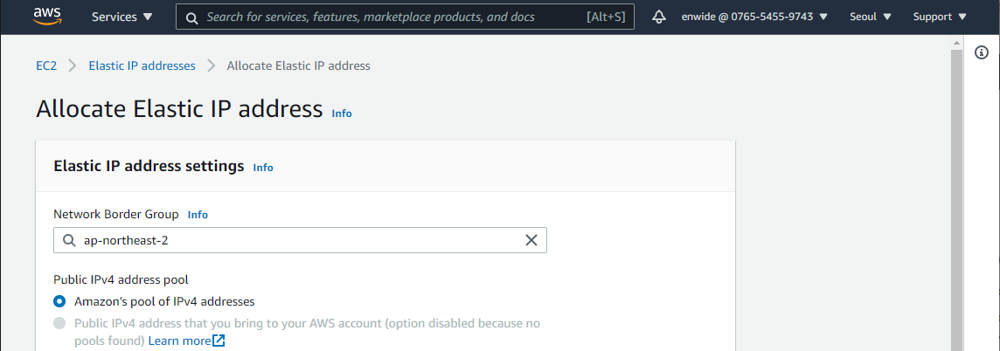 aws Services Search for services, features, marketplace products, and docs [Alt+S] enwide @ 0765-5455-9743 Seoul Support
EC2 Elastic IP addresses Allocate Elastic IP address
Allocate Elastic IP address Info
Elastic IP address settings Info
Network Border Group Info
ap-northeast-2
Public IPv4 address pool
Amazon's pool of IPv4 addresses
Public IPv4 address that you bring to your AWS account (option disabled because no
pools found) Learn more